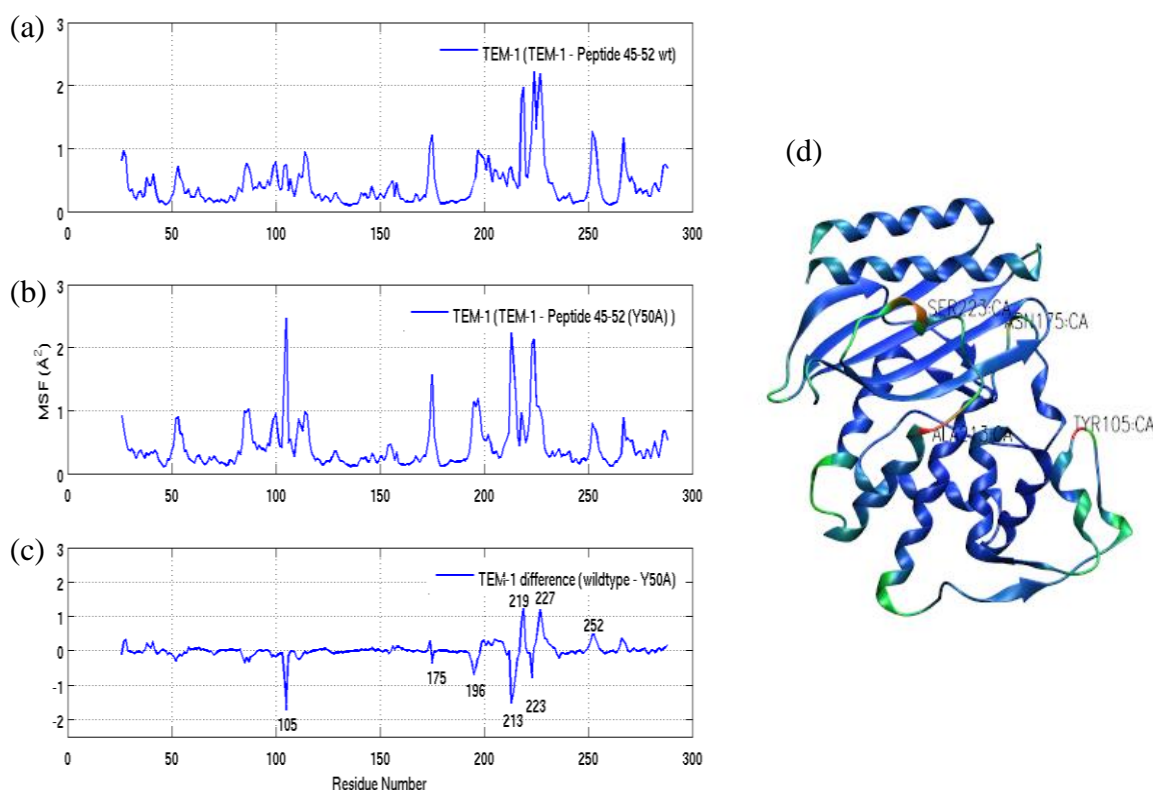 (a)
3
2
1
0
TEM-1 (TEM-1 - Peptide 45-52 wt)
0 50 100 150 200 250 300
(b)
3
2
1
0
MSF (Å²)
TEM-1 (TEM-1 - Peptide 45-52 (Y50A) )
0 50 100 150 200 250 300
(c)
3
2
1
0
-1
-2
TEM-1 difference (wildtype - Y50A)
219 227
252
175
196
223
213
105
0 50 100 150 200 250 300
Residue Number
(d)
SER223:CA
ASN175:CA
TYR105:CA